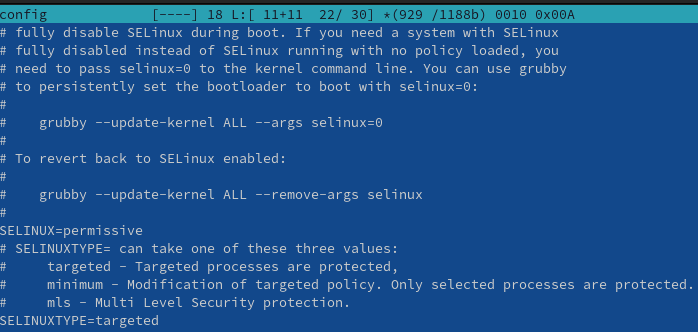 config [----] 18 L:[ 11+11 22/ 30] *(929 /1188b) 0010 0x00A
# fully disable SELinux during boot. If you need a system with SELinux
# fully disabled instead of SELinux running with no policy loaded, you
# need to pass selinux=0 to the kernel command line. You can use grubby
# to persistently set the bootloader to boot with selinux=0:
#
#    grubby --update-kernel ALL --args selinux=0
#
# To revert back to SELinux enabled:
#
#    grubby --update-kernel ALL --remove-args selinux
#
SELINUX=permissive
# SELINUXTYPE= can take one of these three values:
#     targeted - Targeted processes are protected,
#     minimum - Modification of targeted policy. Only selected processes are protected.
#     mls - Multi Level Security protection.
SELINUXTYPE=targeted